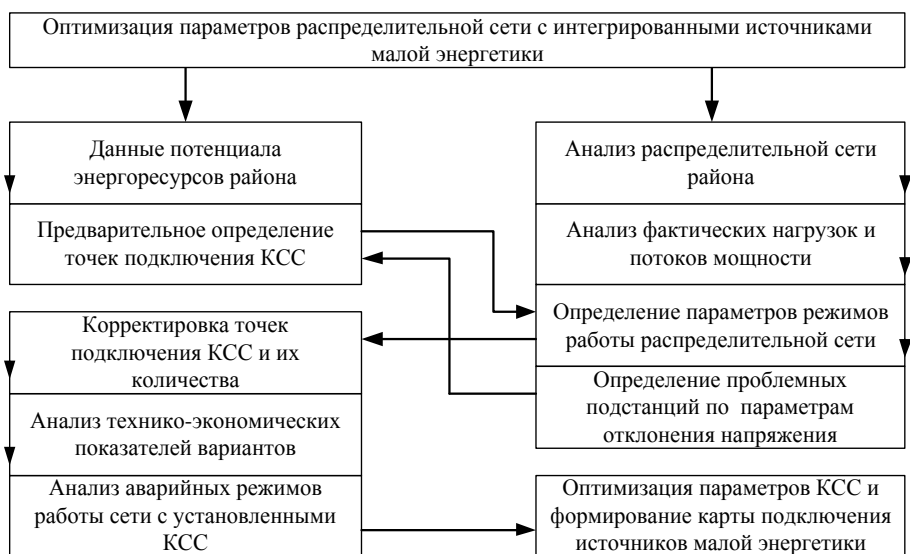 Оптимизация параметров распределительной сети с интегрированными источниками
малой энергетики
Данные потенциала
энергоресурсов района
Предварительное определение
точек подключения КСС
Корректировка точек
подключения КСС и их
количества
Анализ технико-экономических
показателей вариантов
Анализ аварийных режимов
работы сети с установленными
КСС
Анализ распределительной сети
района
Анализ фактических нагрузок и
потоков мощности
Определение параметров режимов
работы распределительной сети
Определение проблемных
подстанций по параметрам
отклонения напряжения
Оптимизация параметров КСС и
формирование карты подключения
источников малой энергетики